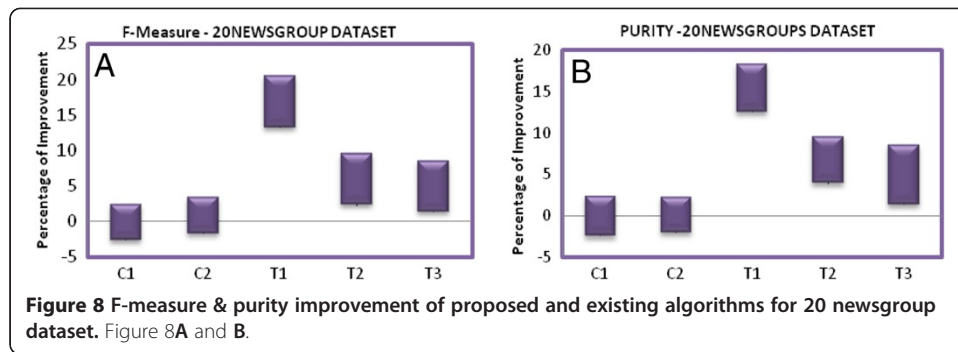 F-Measure - 20NEWSGROUP DATASET
A
Percentage of Improvement
25
20
15
10
5
0
-5
C1 C2 T1 T2 T3
PURITY -20NEWSGROUPS DATASET
B
Percentage of Improvement
20
15
10
5
0
-5
C1 C2 T1 T2 T3
Figure 8 F-measure & purity improvement of proposed and existing algorithms for 20 newsgroup
dataset. Figure 8A and B.